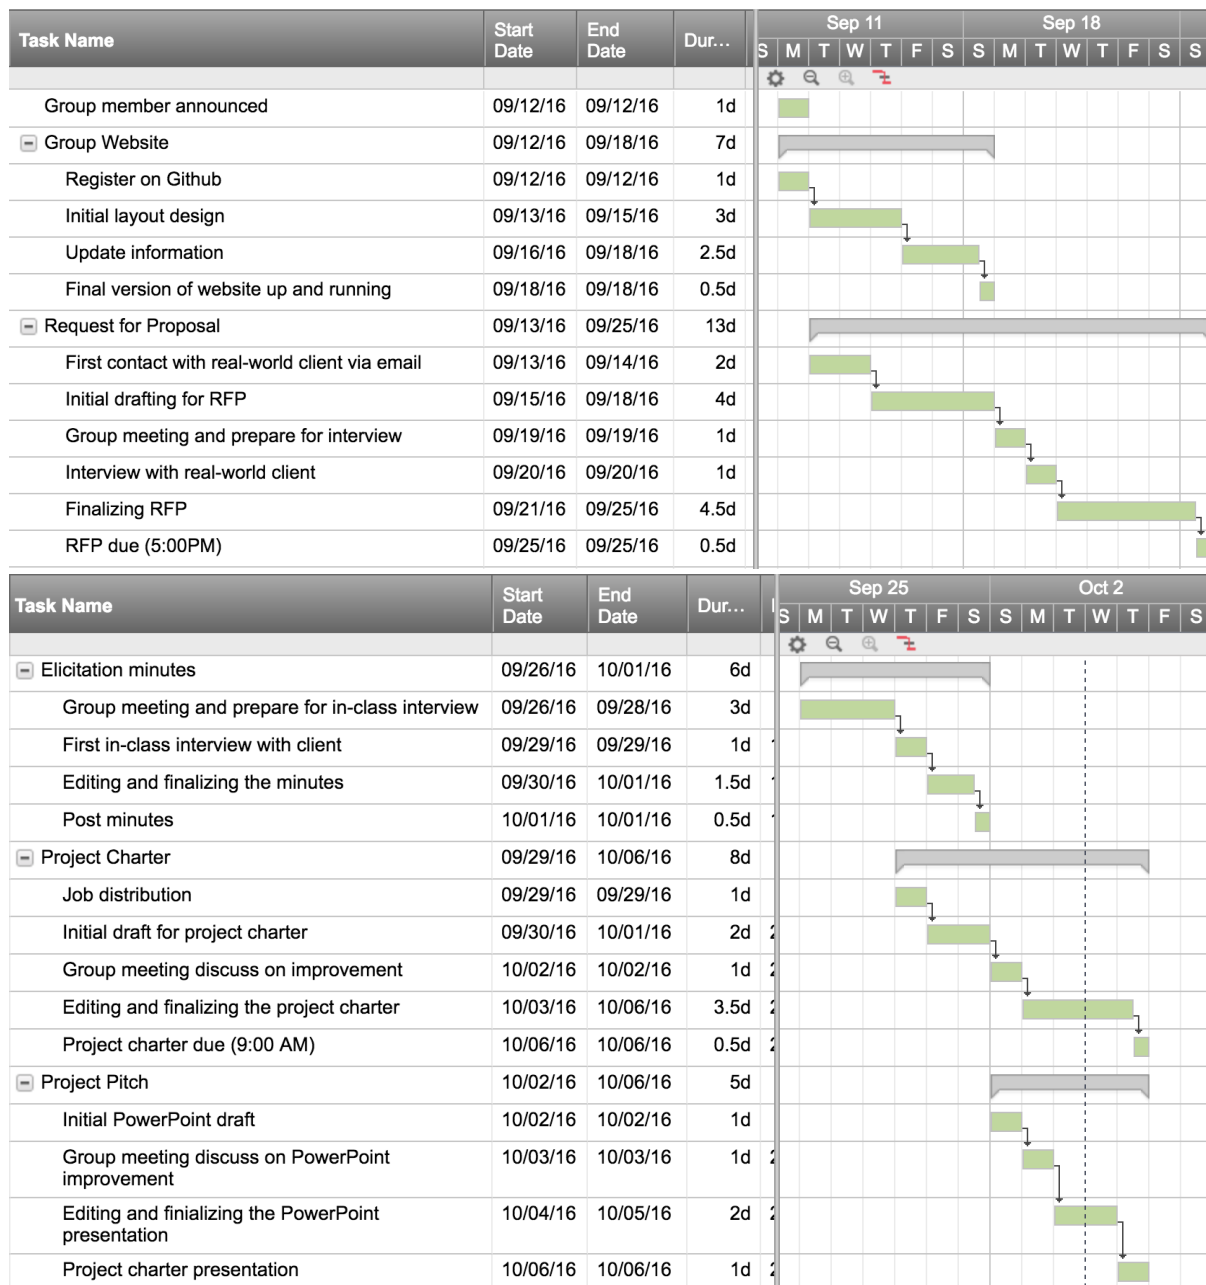 Task Name Start Date End Date Dur... Sep 11 Sep 18
S M T W T F S S M T W T F S S
Group member announced 09/12/16 09/12/16 1d
Group Website 09/12/16 09/18/16 7d
Register on Github 09/12/16 09/12/16 1d
Initial layout design 09/13/16 09/15/16 3d
Update information 09/16/16 09/18/16 2.5d
Final version of website up and running 09/18/16 09/18/16 0.5d
Request for Proposal 09/13/16 09/25/16 13d
First contact with real-world client via email 09/13/16 09/14/16 2d
Initial drafting for RFP 09/15/16 09/18/16 4d
Group meeting and prepare for interview 09/19/16 09/19/16 1d
Interview with real-world client 09/20/16 09/20/16 1d
Finalizing RFP 09/21/16 09/25/16 4.5d
RFP due (5:00PM) 09/25/16 09/25/16 0.5d
Task Name Start Date End Date Dur... Sep 25 Oct 2
S M T W T F S S M T W T F S
Elicitation minutes 09/26/16 10/01/16 6d
Group meeting and prepare for in-class interview 09/26/16 09/28/16 3d
First in-class interview with client 09/29/16 09/29/16 1d
Editing and finalizing the minutes 09/30/16 10/01/16 1.5d
Post minutes 10/01/16 10/01/16 0.5d
Project Charter 09/29/16 10/06/16 8d
Job distribution 09/29/16 09/29/16 1d
Initial draft for project charter 09/30/16 10/01/16 2d
Group meeting discuss on improvement 10/02/16 10/02/16 1d
Editing and finalizing the project charter 10/03/16 10/06/16 3.5d
Project charter due (9:00 AM) 10/06/16 10/06/16 0.5d
Project Pitch 10/02/16 10/06/16 5d
Initial PowerPoint draft 10/02/16 10/02/16 1d
Group meeting discuss on PowerPoint 10/03/16 10/03/16 1d
improvement
Editing and finializing the PowerPoint 10/04/16 10/05/16 2d
presentation
Project charter presentation 10/06/16 10/06/16 1d